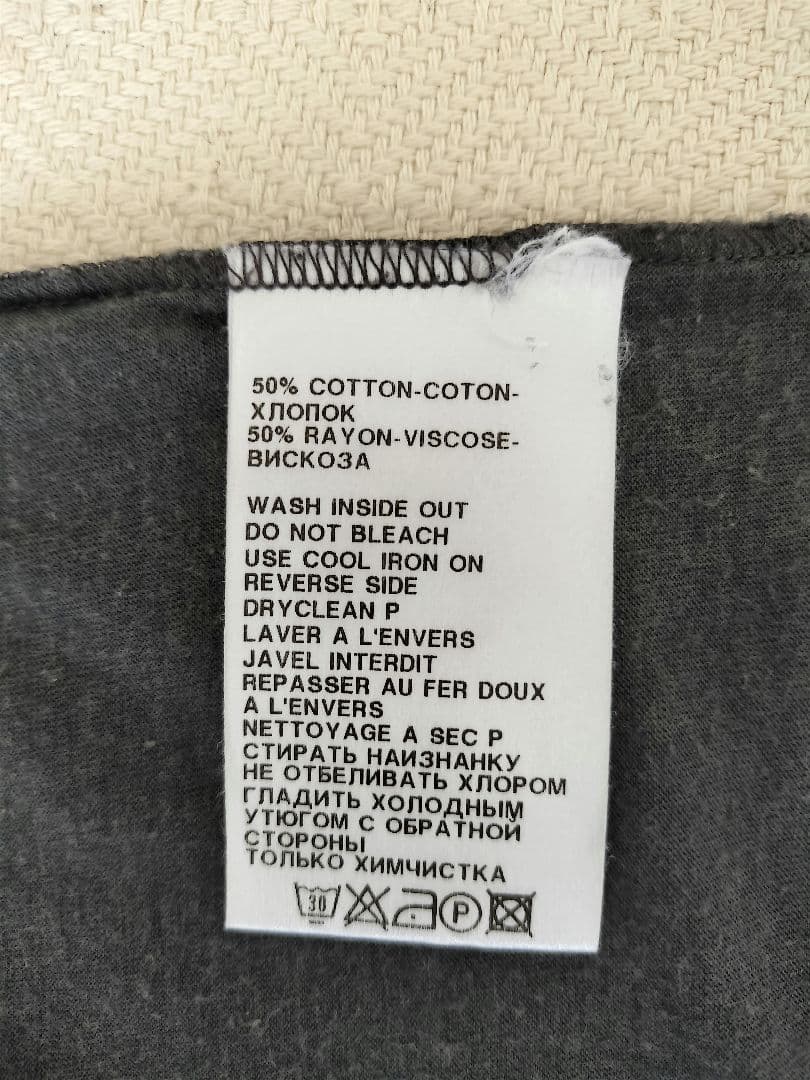 50% COTTON-COTON-
ХЛОПОК
50% RAYON-VISCOSE-
ВИСКОЗА
WASH INSIDE OUT
DO NOT BLEACH
USE COOL IRON ON
REVERSE SIDE
DRYCLEAN P
LAVER A L'ENVERS
JAVEL INTERDIT
REPASSER AU FER DOUX
A L'ENVERS
NETTOYAGE A SEC P
СТИРАТЬ НАИЗНАНКУ
НЕ ОТБЕЛИВАТЬ ХЛОРОМ
ГЛАДИТЬ ХОЛОДНЫМ
УТЮГОМ С ОБРАТНОЙ
СТОРОНЫ
ТОЛЬКО ХИМЧИСТКА
30 P